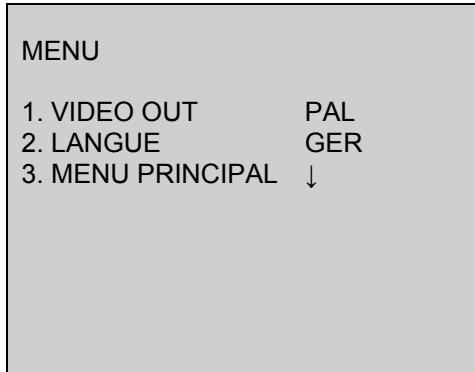 MENU
1. VIDEO OUT PAL
2. LANGUE GER
3. MENU PRINCIPAL ↓